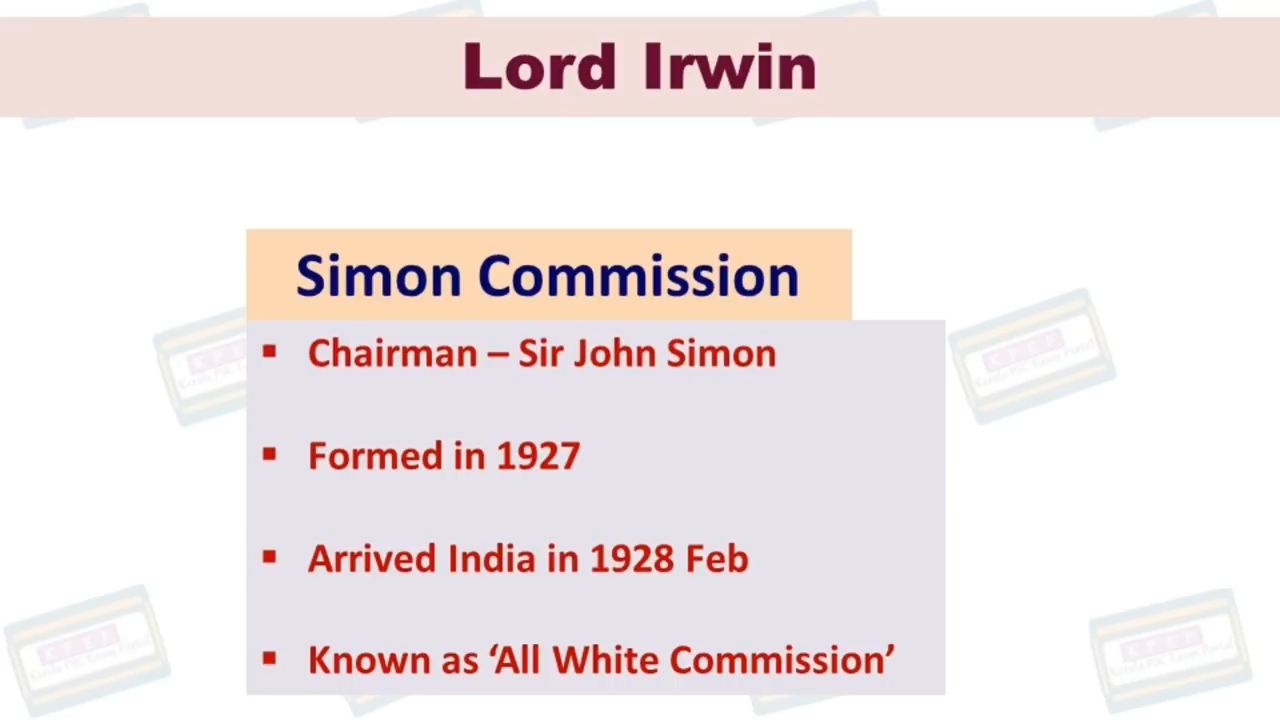 Lord Irwin
Simon Commission
▪ Chairman – Sir John Simon
▪ Formed in 1927
▪ Arrived India in 1928 Feb
▪ Known as ‘All White Commission’